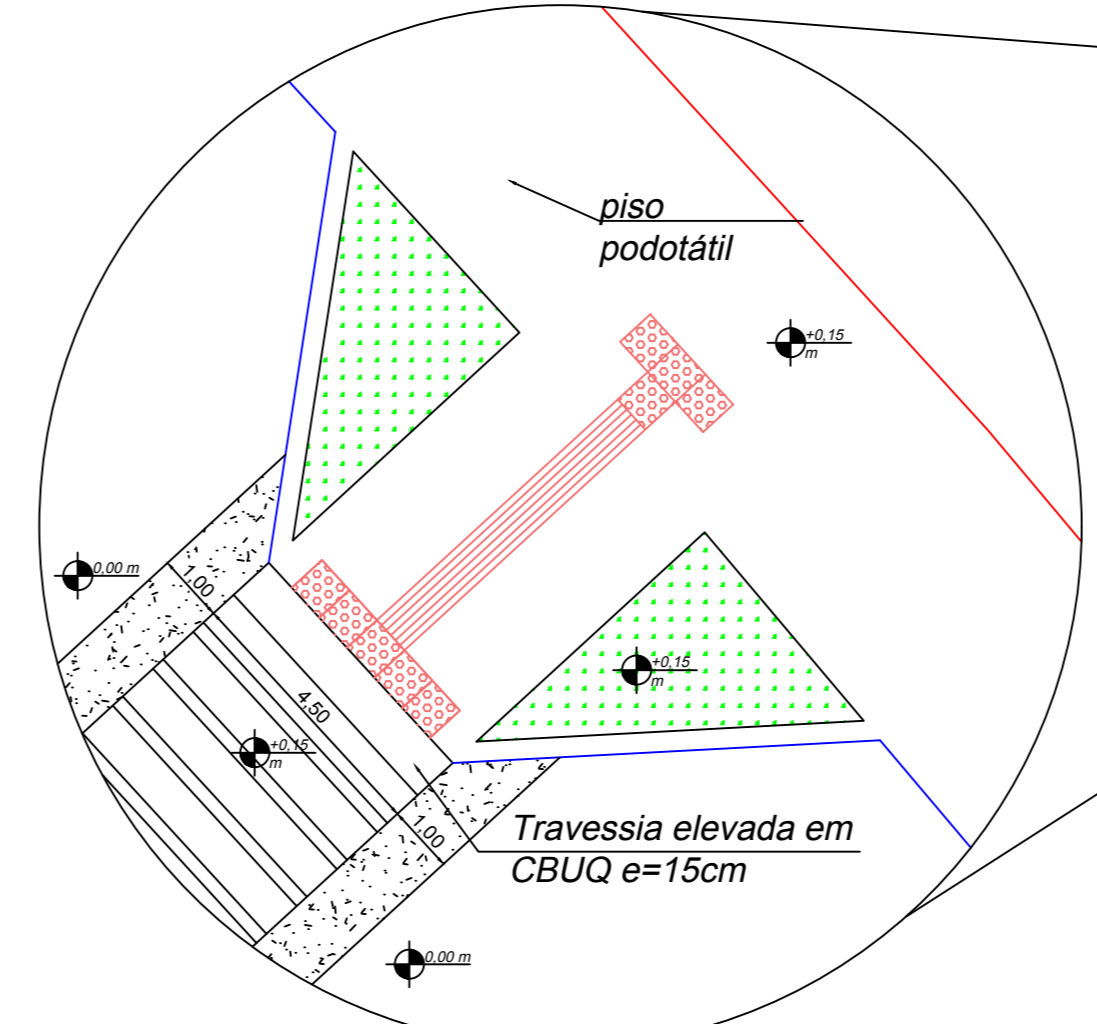 piso
podotátil
+0,15
m
0,00 m
1,00
4,50
+0,15
m
+0,15
m
1,00
Travessia elevada em
CBUQ e=15cm
0,00 m